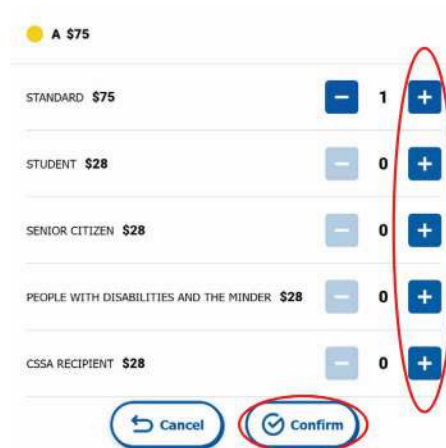 A $75
STANDARD $75 − 1 +
STUDENT $28 − 0 +
SENIOR CITIZEN $28 − 0 +
PEOPLE WITH DISABILITIES AND THE MINDER $28 − 0 +
CSSA RECIPIENT $28 − 0 +
Cancel Confirm